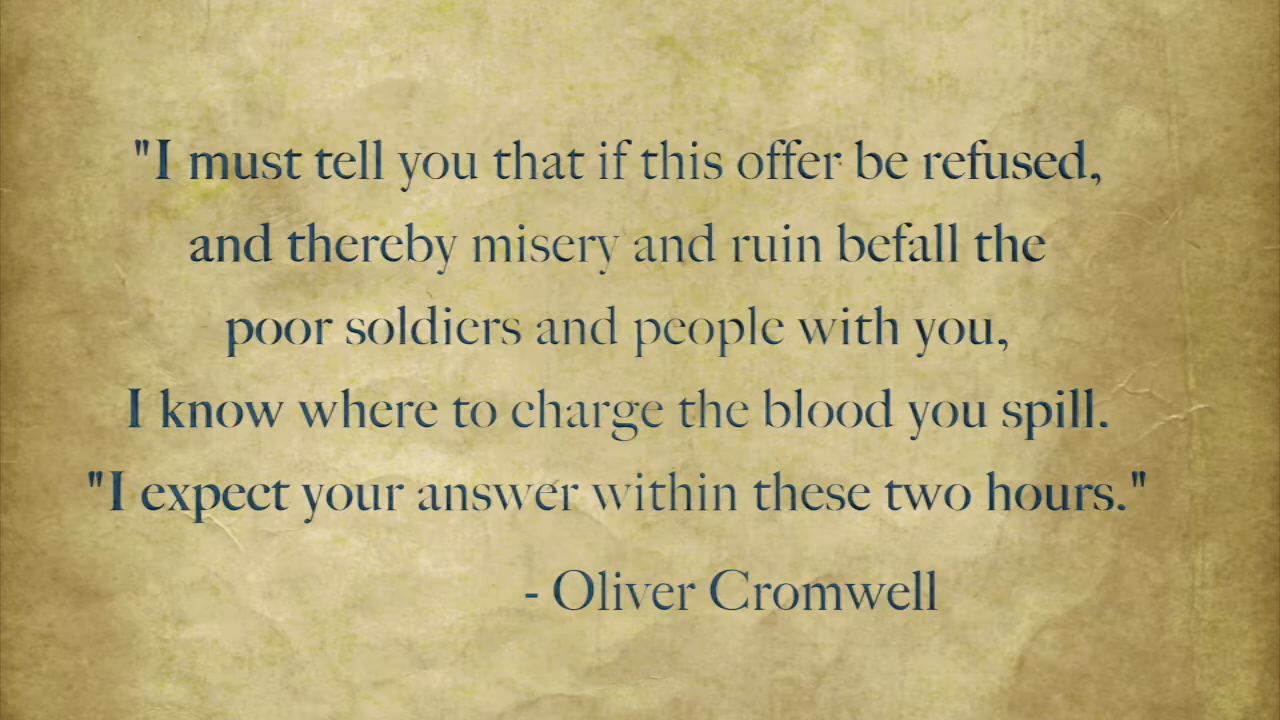 "I must tell you that if this offer be refused,
and thereby misery and ruin befall the
poor soldiers and people with you,
I know where to charge the blood you spill.
"I expect your answer within these two hours."
- Oliver Cromwell